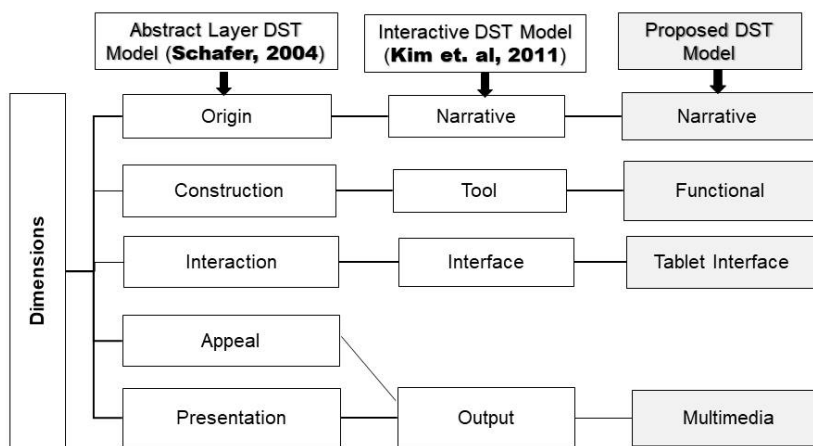 Abstract Layer DST
Model (Schafer, 2004)
Interactive DST Model
(Kim et. al, 2011)
Proposed DST
Model
Dimensions
Origin
Narrative
Narrative
Construction
Tool
Functional
Interaction
Interface
Tablet Interface
Appeal
Presentation
Output
Multimedia